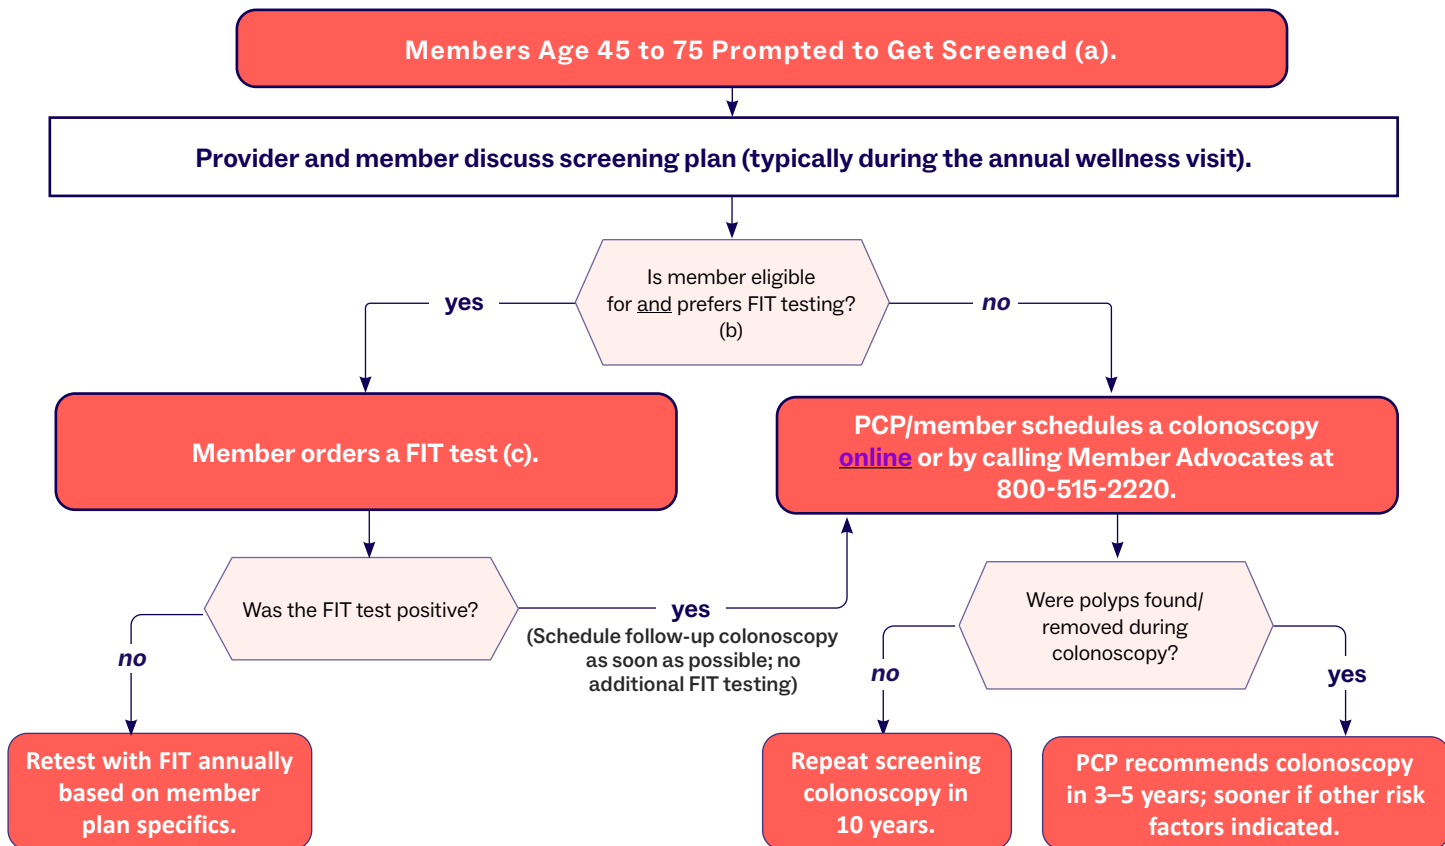 Members Age 45 to 75 Prompted to Get Screened (a).
Provider and member discuss screening plan (typically during the annual wellness visit).
Is member eligible
for and prefers FIT testing?
(b)
yes
no
Member orders a FIT test (c).
PCP/member schedules a colonoscopy
online or by calling Member Advocates at
800-515-2220.
Was the FIT test positive?
no
yes
(Schedule follow-up colonoscopy
as soon as possible; no
additional FIT testing)
Were polyps found/
removed during
colonoscopy?
no
yes
Retest with FIT annually
based on member
plan specifics.
Repeat screening
colonoscopy in
10 years.
PCP recommends colonoscopy
in 3–5 years; sooner if other risk
factors indicated.